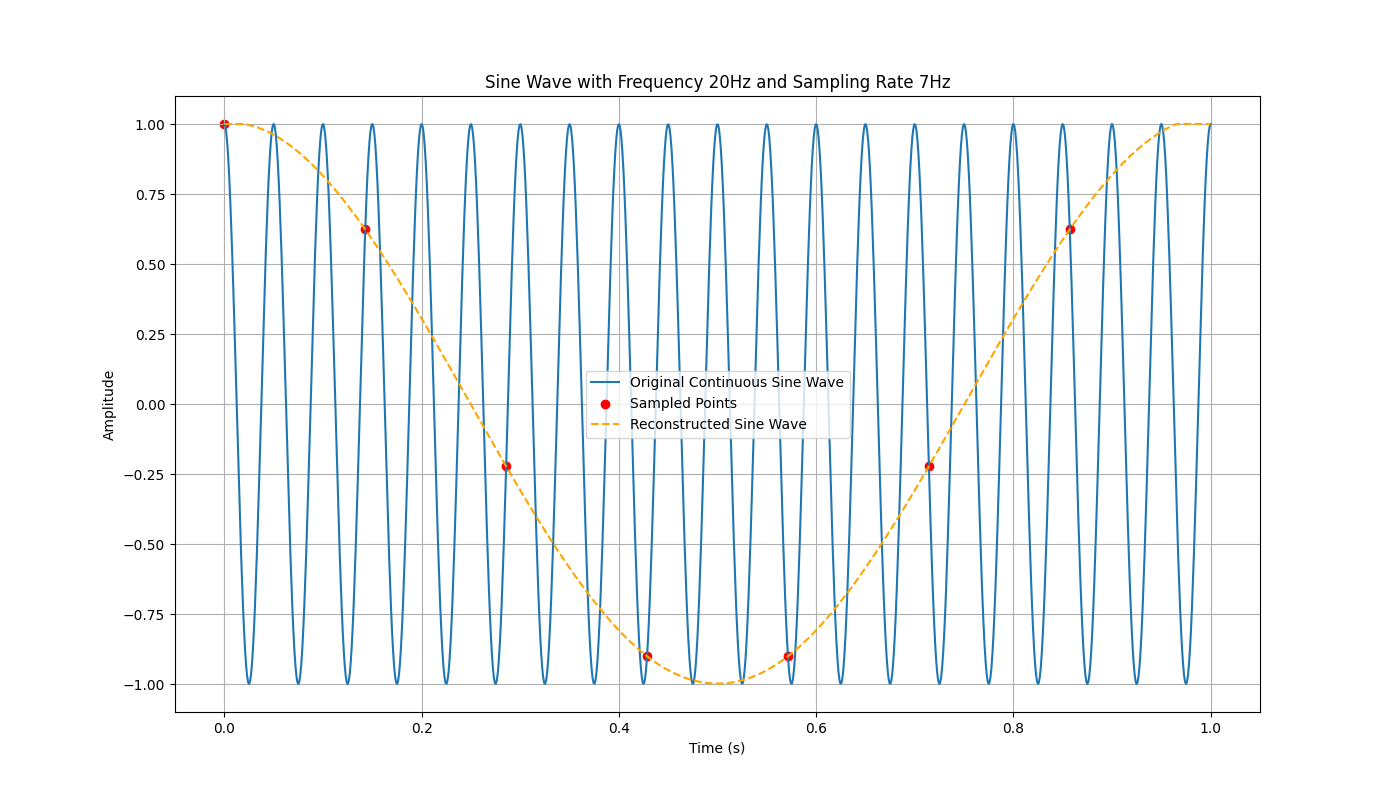 Sine Wave with Frequency 20Hz and Sampling Rate 7Hz
1.00
0.75
0.50
0.25
0.00
−0.25
−0.50
−0.75
−1.00
Amplitude
Original Continuous Sine Wave
Sampled Points
Reconstructed Sine Wave
0.0 0.2 0.4 0.6 0.8 1.0
Time (s)